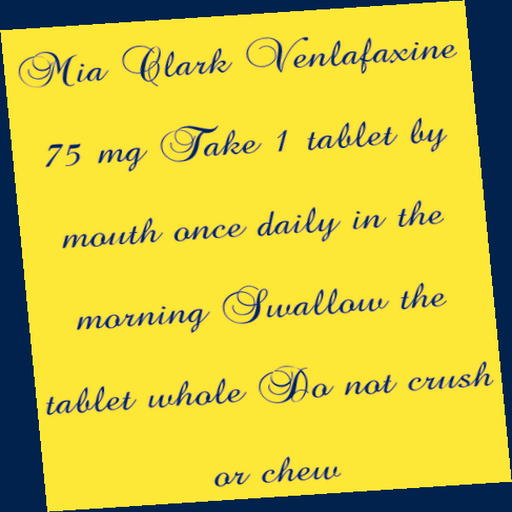 Mia Clark Venlafaxine
75 mg Take 1 tablet by
mouth once daily in the
morning Swallow the
tablet whole Do not crush
or chew